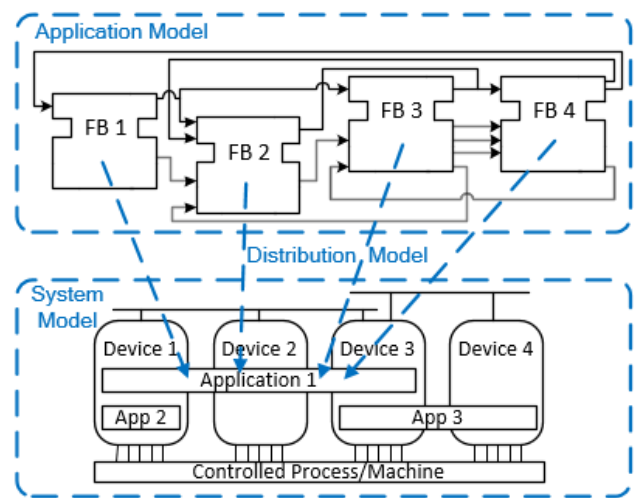 Application Model
FB 1
FB 2
FB 3
FB 4
Distribution Model
System
Model
Device 1
Device 2
Device 3
Device 4
Application 1
App 2
App 3
Controlled Process/Machine